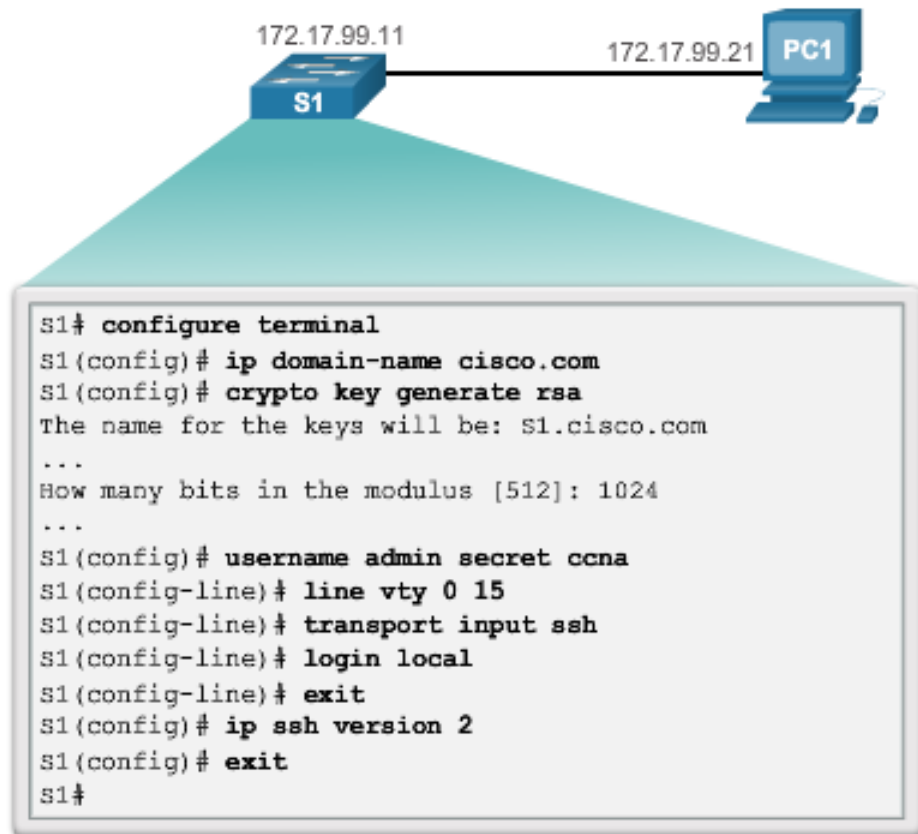 172.17.99.11
172.17.99.21
PC1
S1
S1# configure terminal
S1(config)# ip domain-name cisco.com
S1(config)# crypto key generate rsa
The name for the keys will be: S1.cisco.com
...
How many bits in the modulus [512]: 1024
...
S1(config)# username admin secret ccna
S1(config-line)# line vty 0 15
S1(config-line)# transport input ssh
S1(config-line)# login local
S1(config-line)# exit
S1(config)# ip ssh version 2
S1(config)# exit
S1#